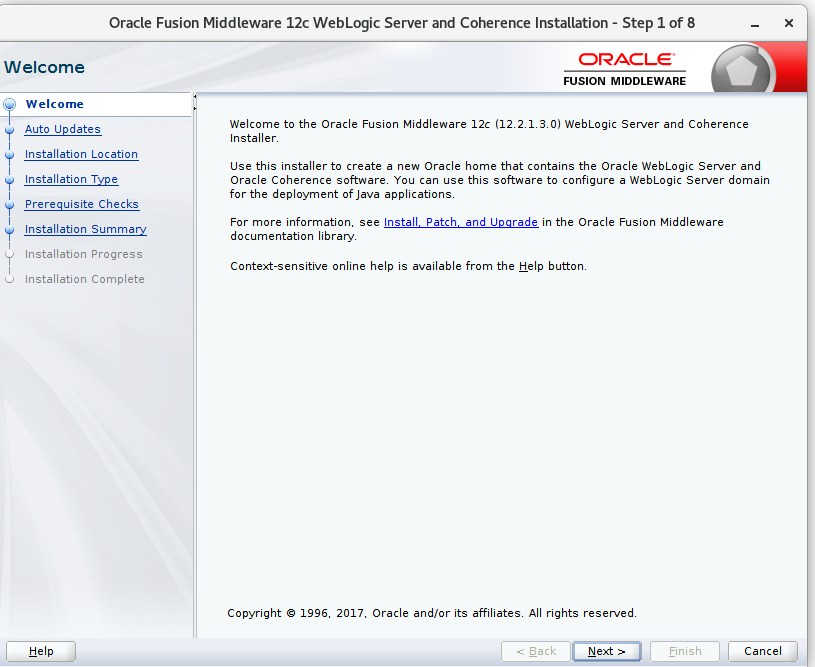 Oracle Fusion Middleware 12c WebLogic Server and Coherence Installation - Step 1 of 8
Welcome
ORACLE
FUSION MIDDLEWARE
Welcome
Auto Updates
Installation Location
Installation Type
Prerequisite Checks
Installation Summary
Installation Progress
Installation Complete
Welcome to the Oracle Fusion Middleware 12c (12.2.1.3.0) WebLogic Server and Coherence
Installer.
Use this installer to create a new Oracle home that contains the Oracle WebLogic Server and
Oracle Coherence software. You can use this software to configure a WebLogic Server domain
for the deployment of Java applications.
For more information, see Install, Patch, and Upgrade in the Oracle Fusion Middleware
documentation library.
Context-sensitive online help is available from the Help button.
Copyright © 1996, 2017, Oracle and/or its affiliates. All rights reserved.
Help
< Back
Next >
Finish
Cancel